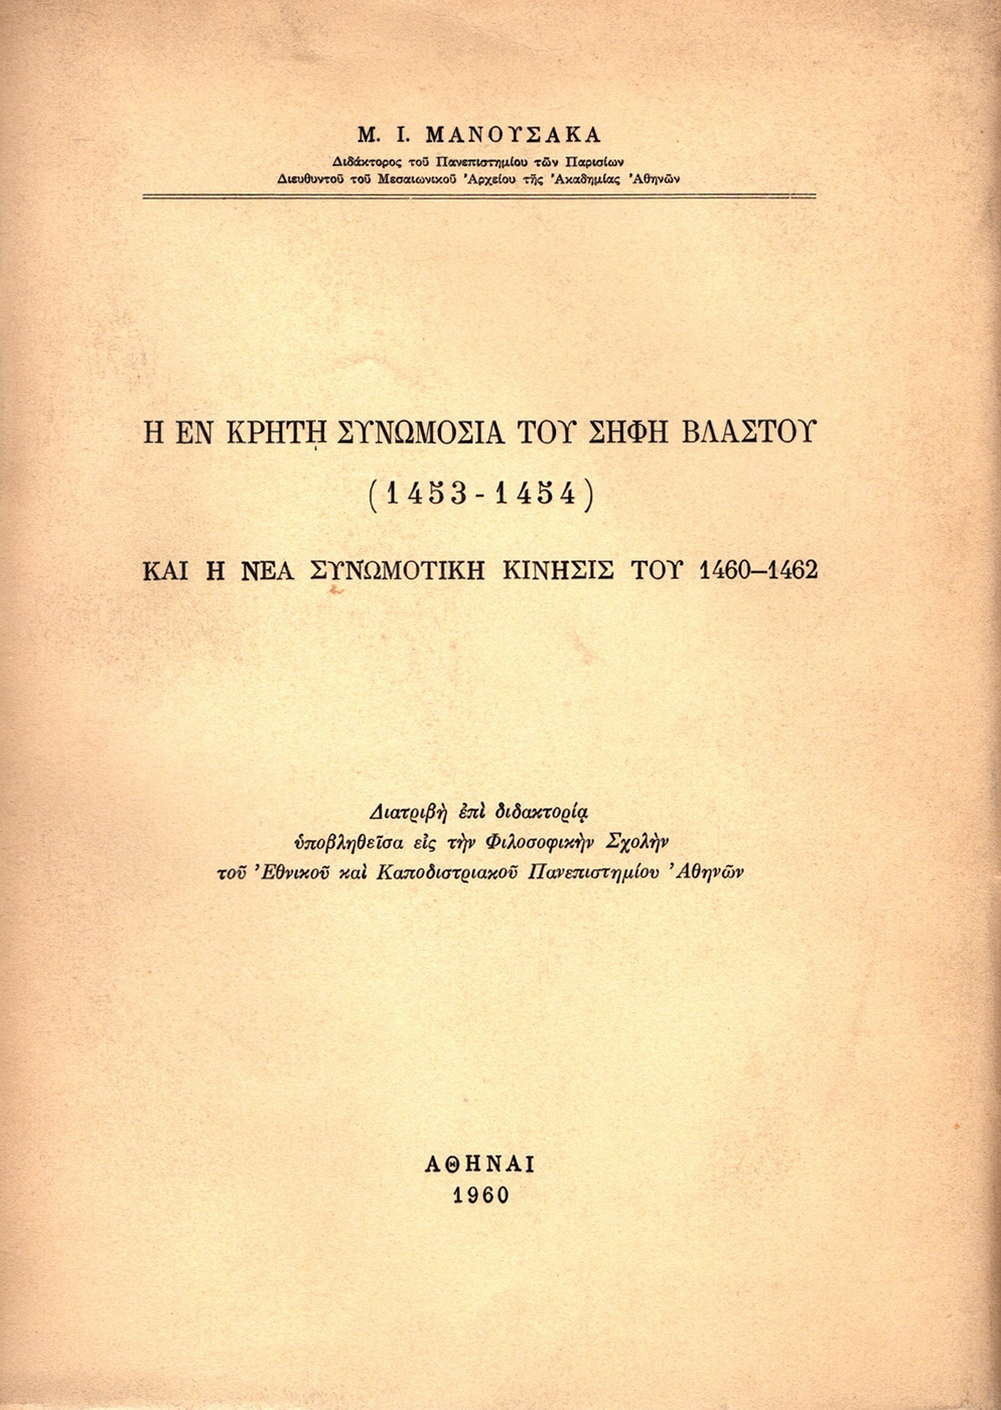 Μ. Ι. ΜΑΝΟΥΣΑΚΑ
Διδάκτορος τοῦ Πανεπιστημίου τῶν Παρισίων
Διευθυντοῦ τοῦ Μεσαιωνικοῦ Ἀρχείου τῆς Ἀκαδημίας Ἀθηνῶν
Η ΕΝ ΚΡΗΤῌ ΣΥΝΩΜΟΣΙΑ ΤΟΥ ΣΗΦΗ ΒΛΑΣΤΟΥ
(1453-1454)
ΚΑΙ Η ΝΕΑ ΣΥΝΩΜΟΤΙΚΗ ΚΙΝΗΣΙΣ ΤΟΥ 1460–1462
Διατριβὴ ἐπὶ διδακτορίᾳ
ὑποβληθεῖσα εἰς τὴν Φιλοσοφικὴν Σχολὴν
τοῦ Ἐθνικοῦ καὶ Καποδιστριακοῦ Πανεπιστημίου Ἀθηνῶν
ΑΘΗΝΑΙ
1960